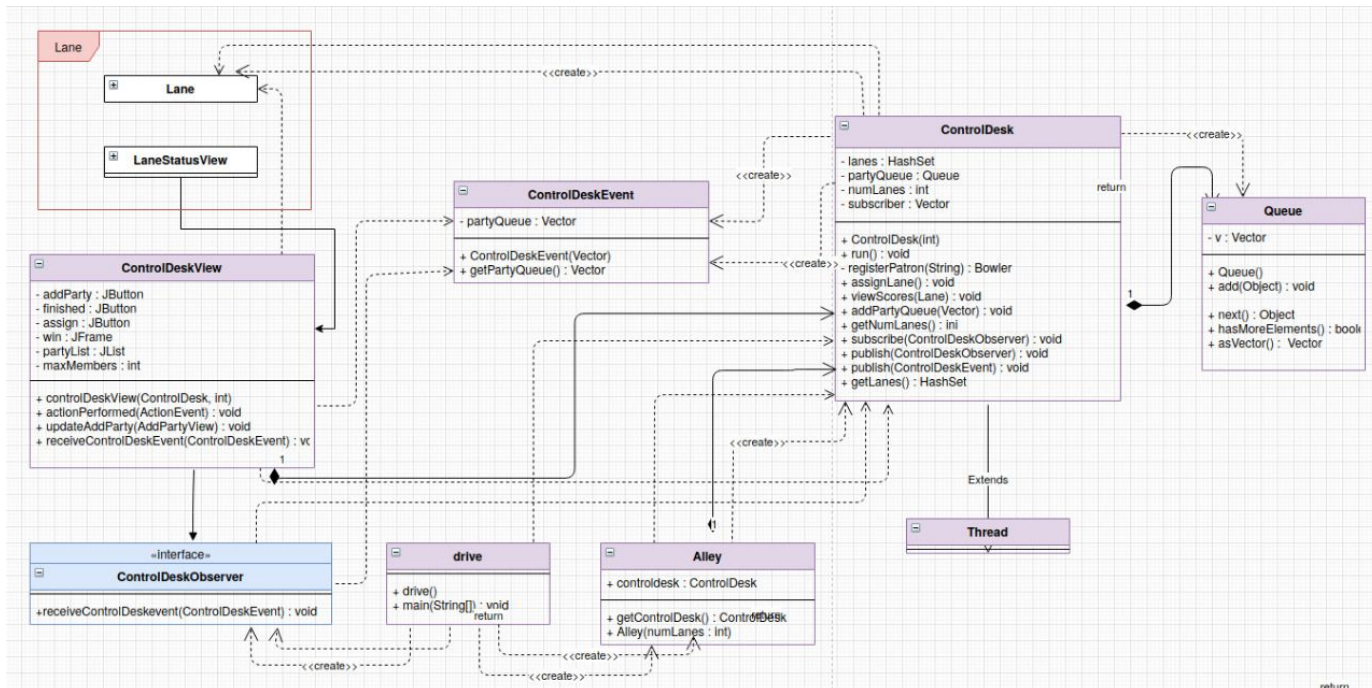 Lane
Lane
LaneStatusView
<<create>>
ControlDeskView
- addParty : JButton
- finished : JButton
- assign : JButton
- win : JFrame
- partyList : JList
- maxMembers : int
+ controlDeskView(ControlDesk, int)
+ actionPerformed(ActionEvent) : void
+ updateAddParty(AddPartyView) : void
+ receiveControlDeskEvent(ControlDeskEvent) : vo
1
ControlDeskEvent
- partyQueue : Vector
+ ControlDeskEvent(Vector)
+ getPartyQueue() : Vector
<<create>>
<<create>>
ControlDesk
- lanes : HashSet
- partyQueue : Queue
- numLanes : int
- subscriber : Vector
+ ControlDesk(int)
+ run() : void
- registerPatron(String) : Bowler
+ assignLane() : void
+ viewScores(Lane) : void
+ addPartyQueue(Vector) : void
+ getNumLanes() : ini
+ subscribe(ControlDeskObserver) : void
+ publish(ControlDeskObserver) : void
+ publish(ControlDeskEvent) : void
+ getLanes() : HashSet
<<create>>
return
1
Queue
- v : Vector
+ Queue()
+ add(Object) : void
+ next() : Object
+ hasMoreElements() : boole
+ asVector() : Vector
<<create>>
Extends
Thread
«interface»
ControlDeskObserver
+receiveControlDeskevent(ControlDeskEvent) : void
drive
+ drive()
+ main(String[]) : void
return
1
Alley
+ controldesk : ControlDesk
+ getControlDesk() : ControlDesk
return
+ Alley(numLanes : int)
<<create>>
<<create>>
<<create>>
return